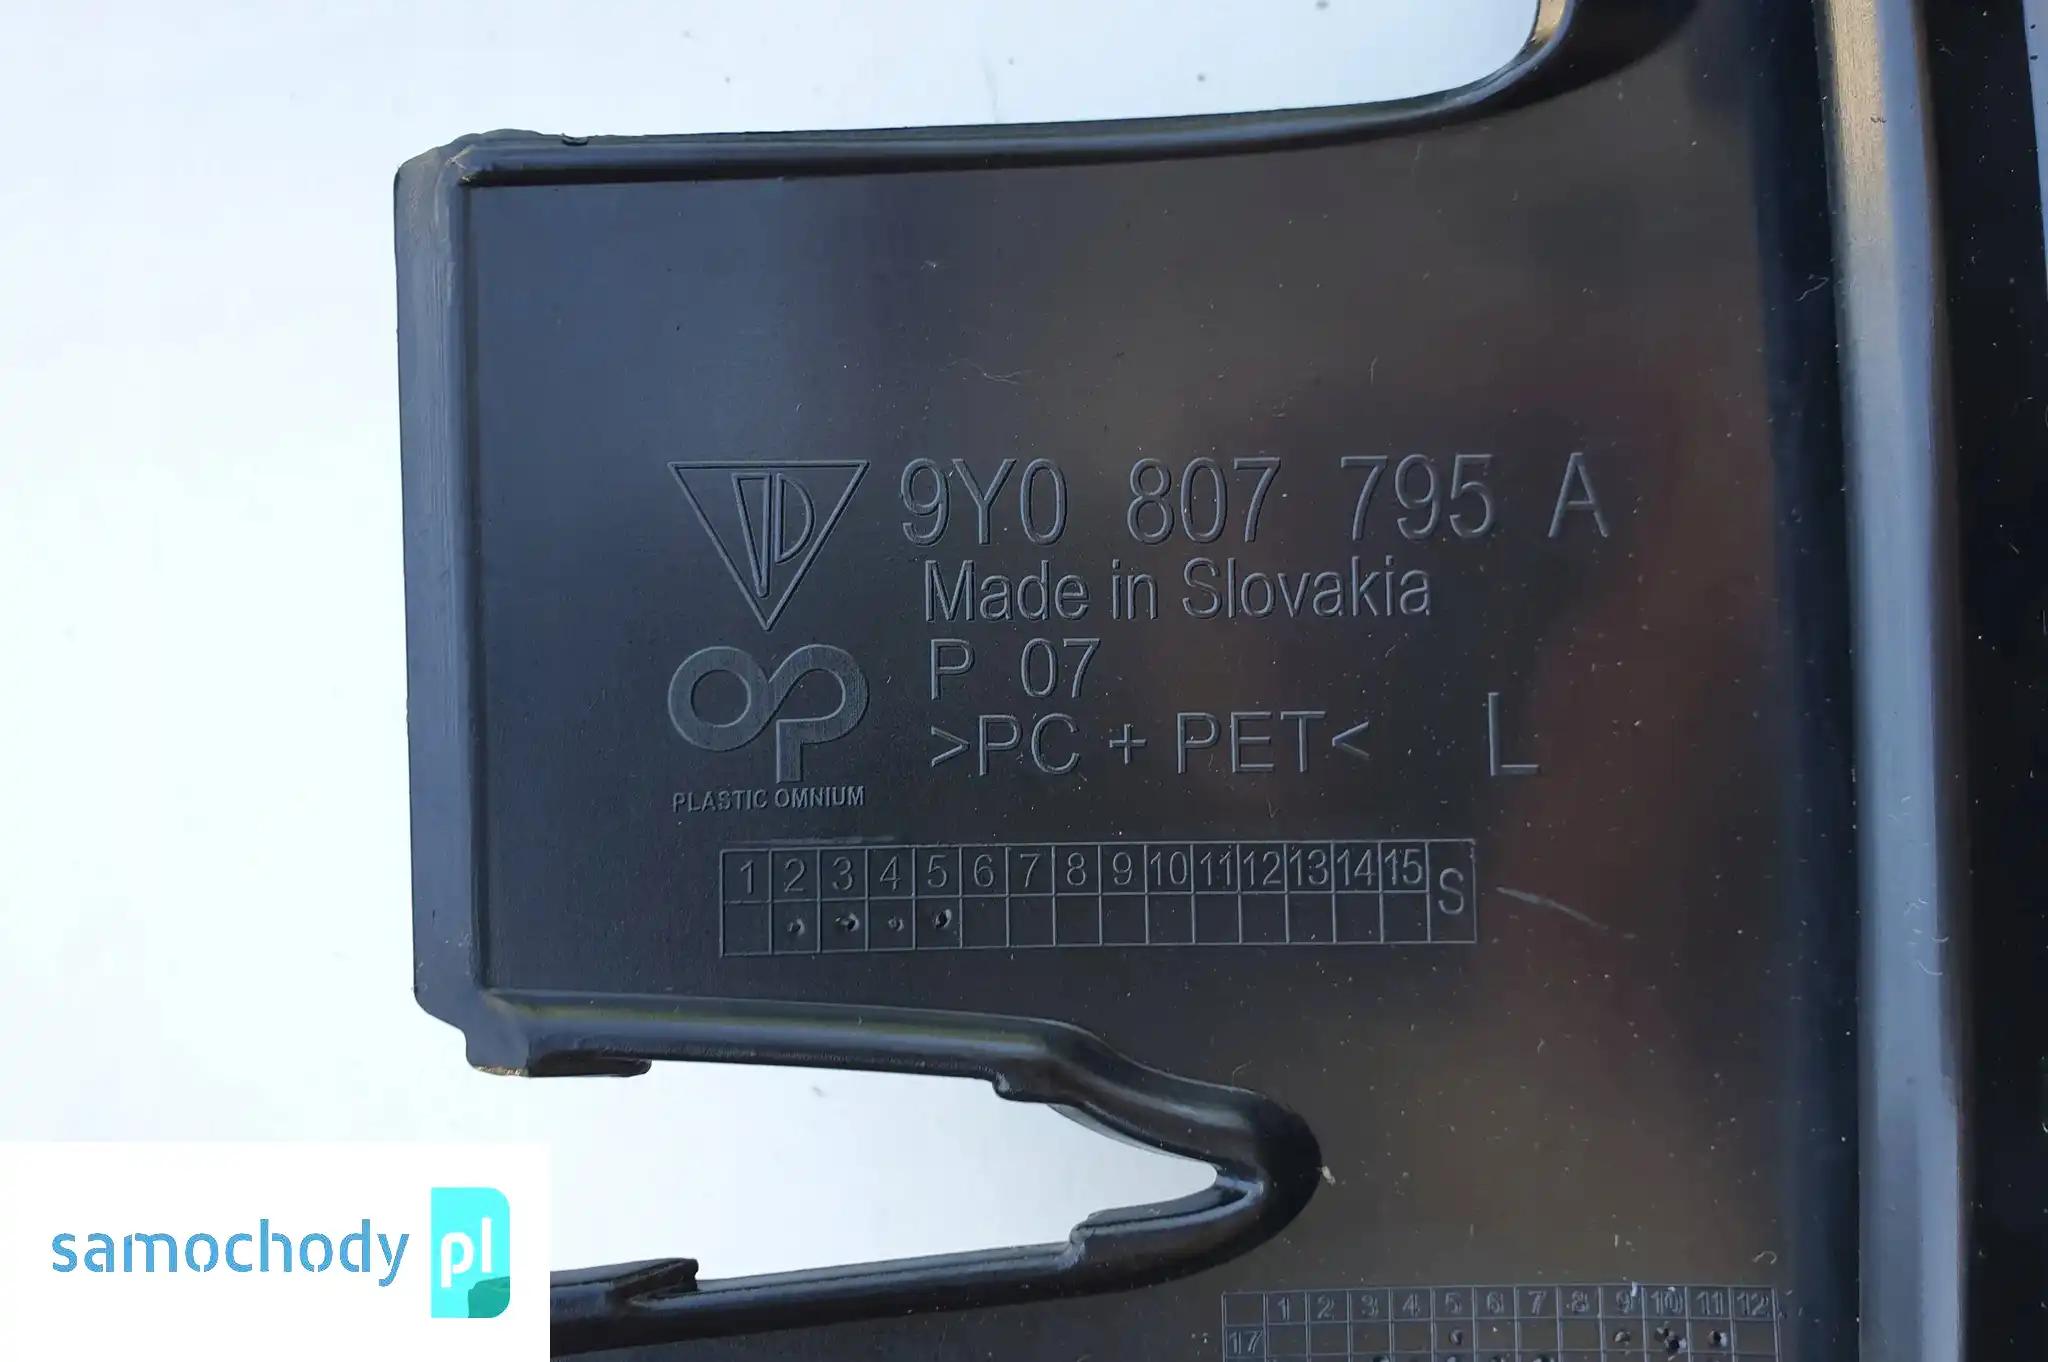 9Y0 807 795 A
Made in Slovakia
P 07
>PC + PET< L
PLASTIC OMNIUM
1 2 3 4 5 6 7 8 9 10 11 12 13 14 15 S
1 2 3 4 5 6 7 8 9 10 11 12
17
samochody pl